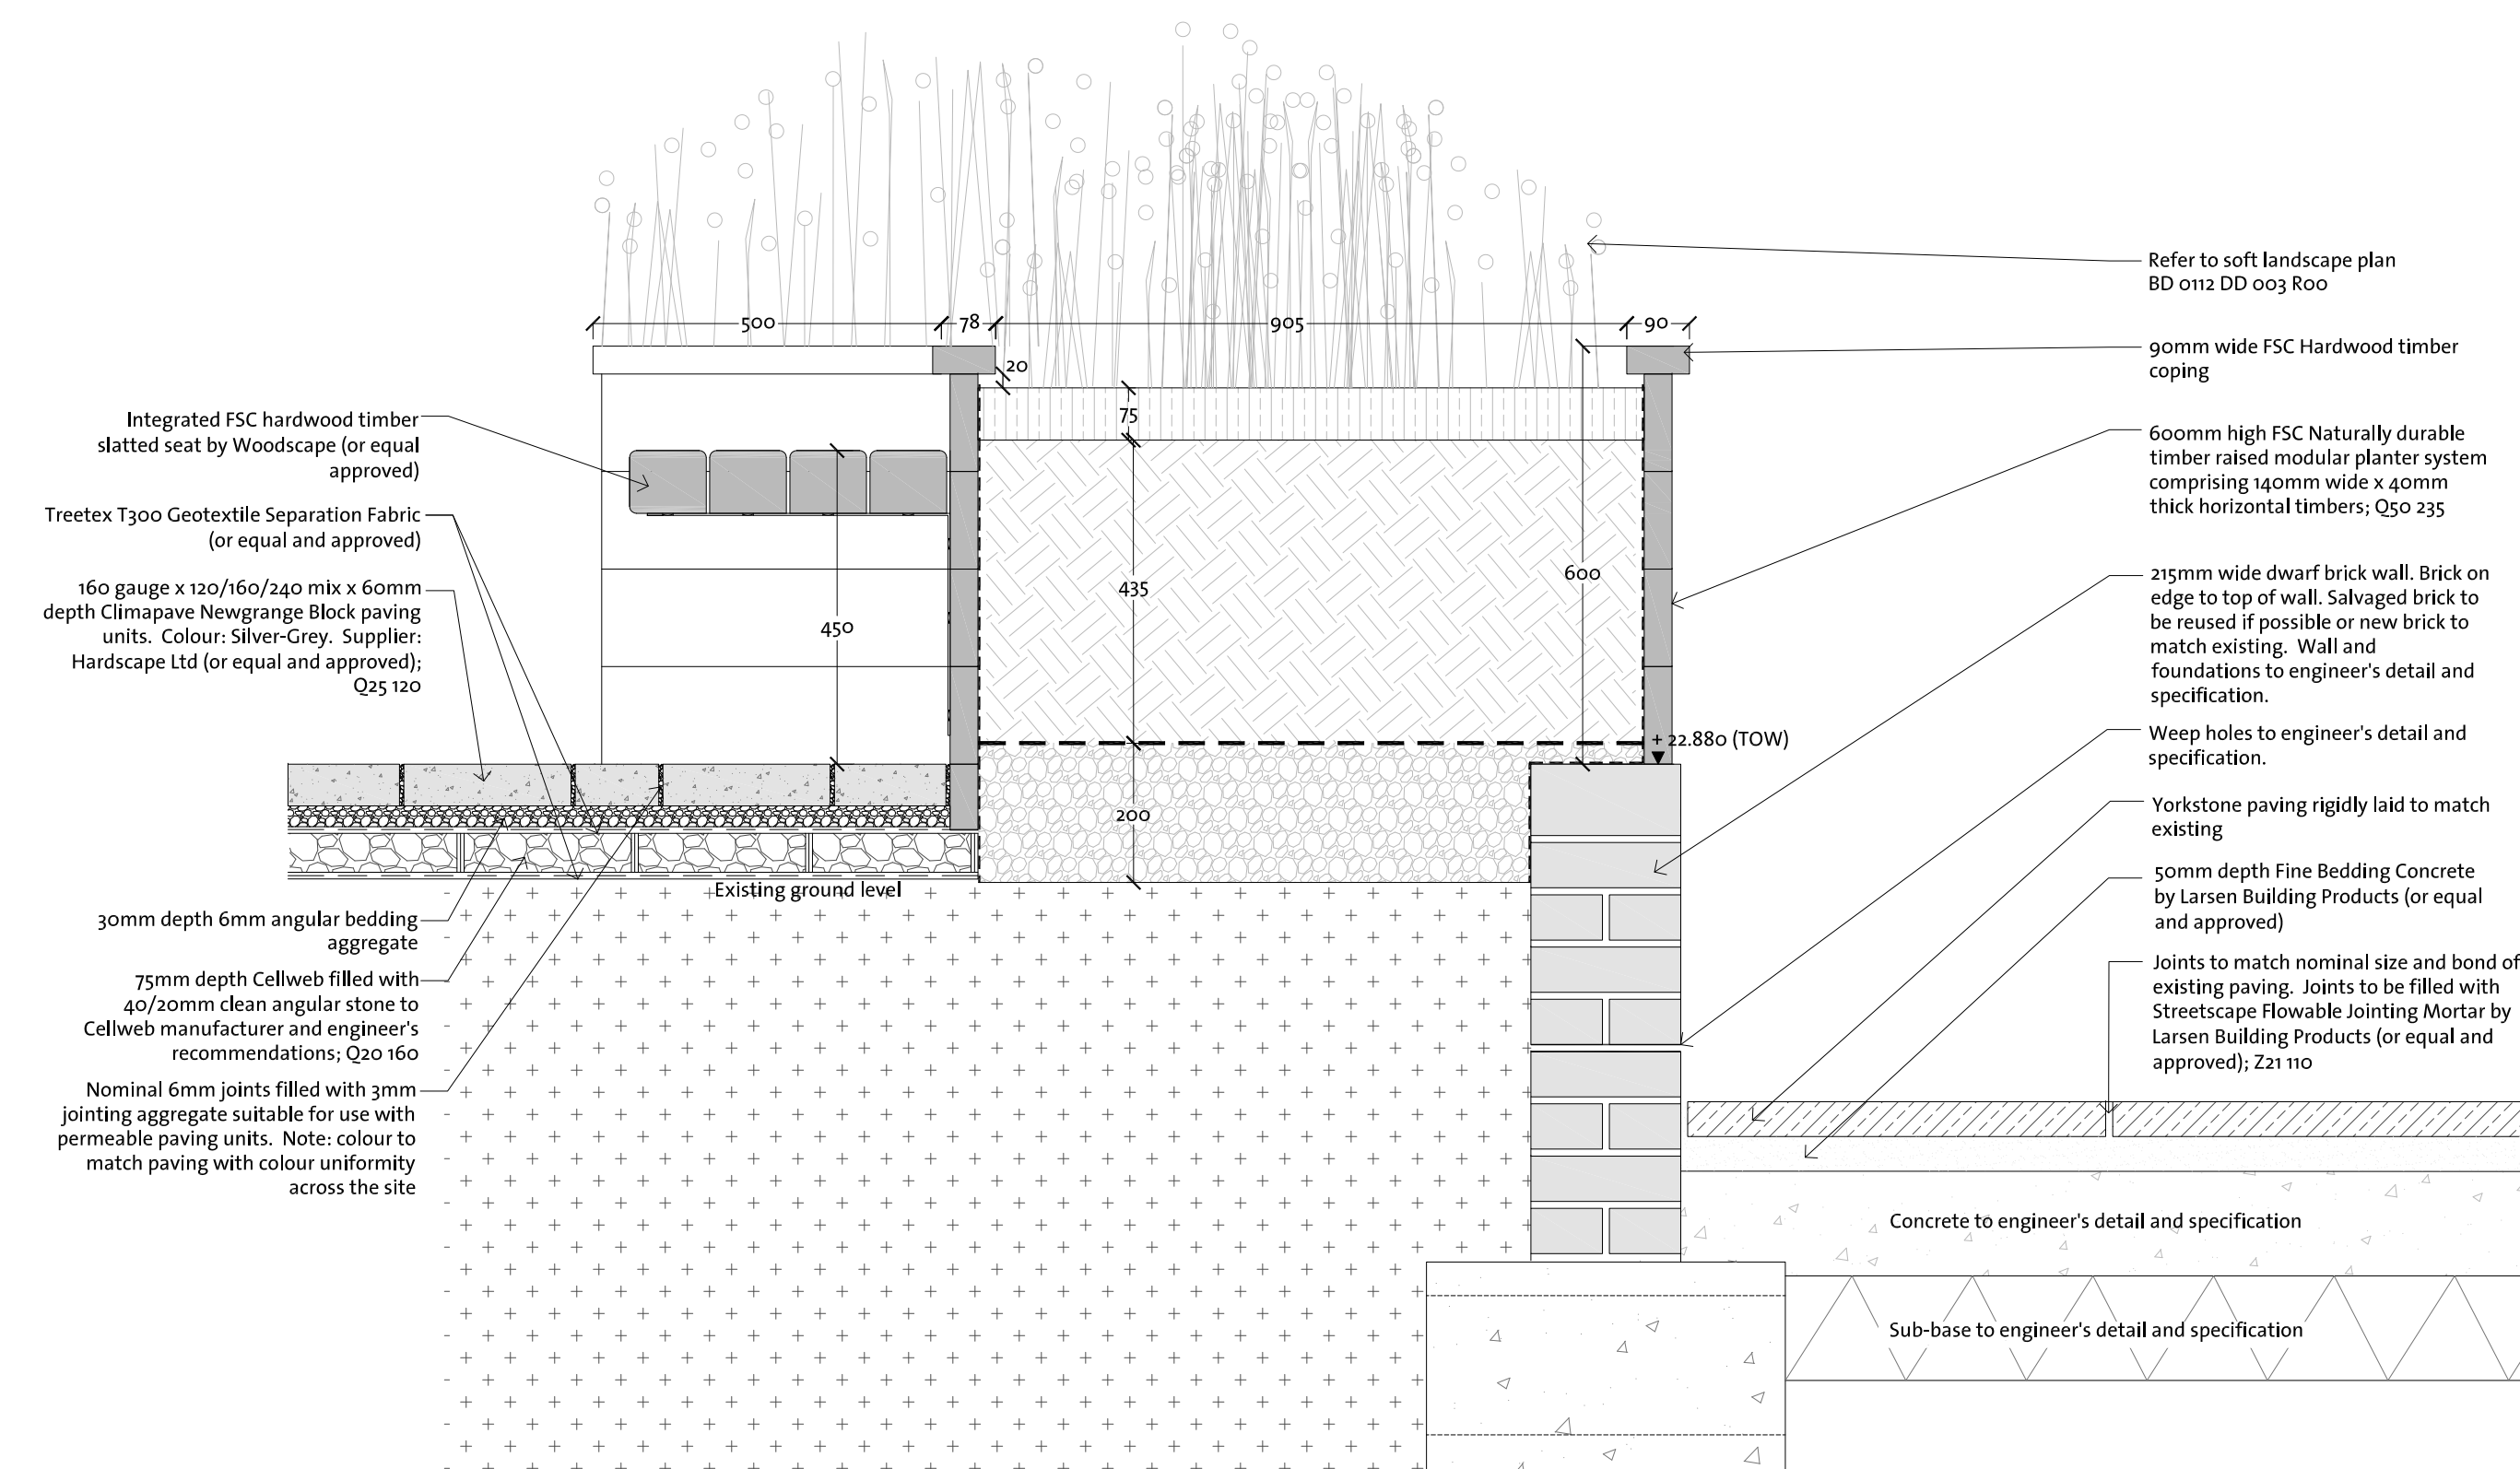 Refer to soft landscape plan
BD 0112 DD 003 R00
500
78
905
90
90mm wide FSC Hardwood timber
coping
20
75
Integrated FSC hardwood timber
slatted seat by Woodscape (or equal
approved)
600mm high FSC Naturally durable
timber raised modular planter system
comprising 140mm wide x 40mm
thick horizontal timbers; Q50 235
Treetex T300 Geotextile Separation Fabric
(or equal and approved)
435
600
450
160 gauge x 120/160/240 mix x 60mm
depth Climapave Newgrange Block paving
units. Colour: Silver-Grey. Supplier:
Hardscape Ltd (or equal and approved);
Q25 120
215mm wide dwarf brick wall. Brick on
edge to top of wall. Salvaged brick to
be reused if possible or new brick to
match existing. Wall and
foundations to engineer's detail and
specification.
+ 22.880 (TOW)
Weep holes to engineer's detail and
specification.
200
Yorkstone paving rigidly laid to match
existing
Existing ground level
50mm depth Fine Bedding Concrete
by Larsen Building Products (or equal
and approved)
30mm depth 6mm angular bedding
aggregate
75mm depth Cellweb filled with
40/20mm clean angular stone to
Cellweb manufacturer and engineer's
recommendations; Q20 160
Joints to match nominal size and bond of
existing paving. Joints to be filled with
Streetscape Flowable Jointing Mortar by
Larsen Building Products (or equal and
approved); Z21 110
Nominal 6mm joints filled with 3mm
jointing aggregate suitable for use with
permeable paving units. Note: colour to
match paving with colour uniformity
across the site
Concrete to engineer's detail and specification
Sub-base to engineer's detail and specification